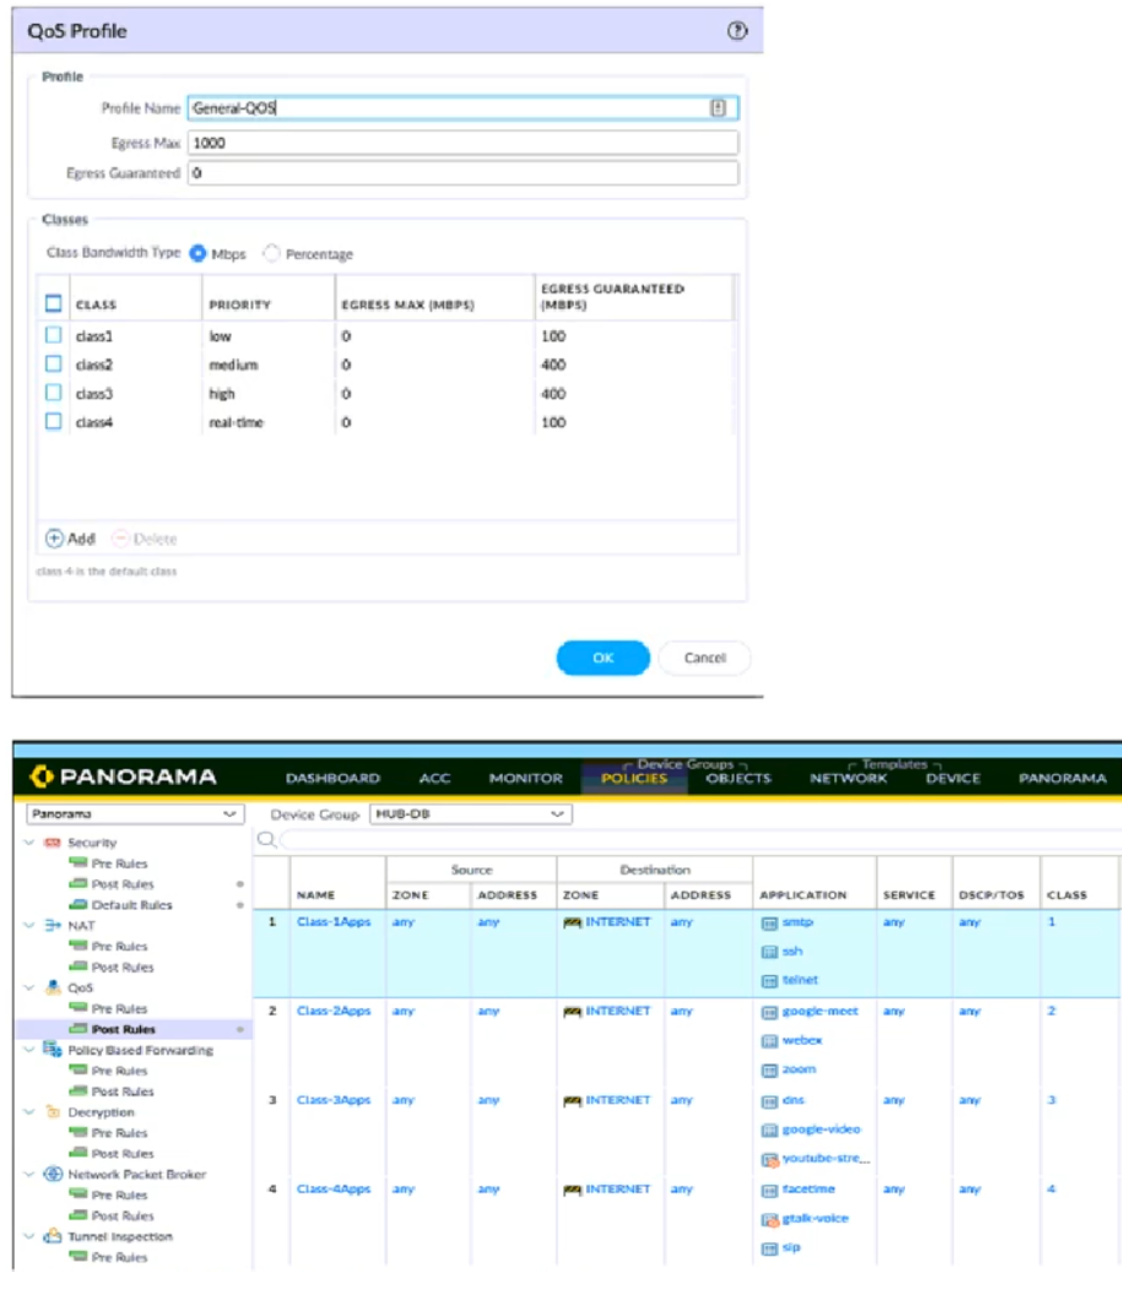 QoS Profile
Profile
Profile Name General-QOS
Egress Max 1000
Egress Guaranteed 0
Classes
Class Bandwidth Type Mbps Percentage
CLASS PRIORITY EGRESS MAX (MBPS) EGRESS GUARANTEED (MBPS)
class1 low 0 100
class2 medium 0 400
class3 high 0 400
class4 real-time 0 100
Add Delete
class 4 is the default class
OK Cancel
PANORAMA
Device Groups Templates
DASHBOARD ACC MONITOR POLICIES OBJECTS NETWORK DEVICE PANORAMA
Panorama
Device Group HUB-DB
Security
Pre Rules
Post Rules
Default Rules
NAT
Pre Rules
Post Rules
QoS
Pre Rules
Post Rules
Policy Based Forwarding
Pre Rules
Post Rules
Decryption
Pre Rules
Post Rules
Network Packet Broker
Pre Rules
Post Rules
Tunnel Inspection
Pre Rules
Source Destination
NAME ZONE ADDRESS ZONE ADDRESS APPLICATION SERVICE DSCP/TOS CLASS
1 Class-1Apps any any INTERNET any smtp any any 1
ssh
telnet
2 Class-2Apps any any INTERNET any google-meet any any 2
webex
zoom
3 Class-3Apps any any INTERNET any dns any any 3
google-video
youtube-stre...
4 Class-4Apps any any INTERNET any facetime any any 4
gtalk-voice
sip